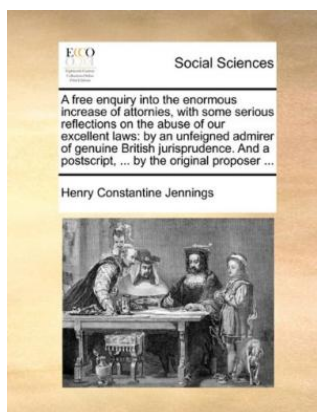 ECCO
Social Sciences
A free enquiry into the enormous
increase of attornies, with some serious
reflections on the abuse of our
excellent laws: by an unfeigned admirer
of genuine British jurisprudence. And a
postscript, ... by the original proposer ...
Henry Constantine Jennings